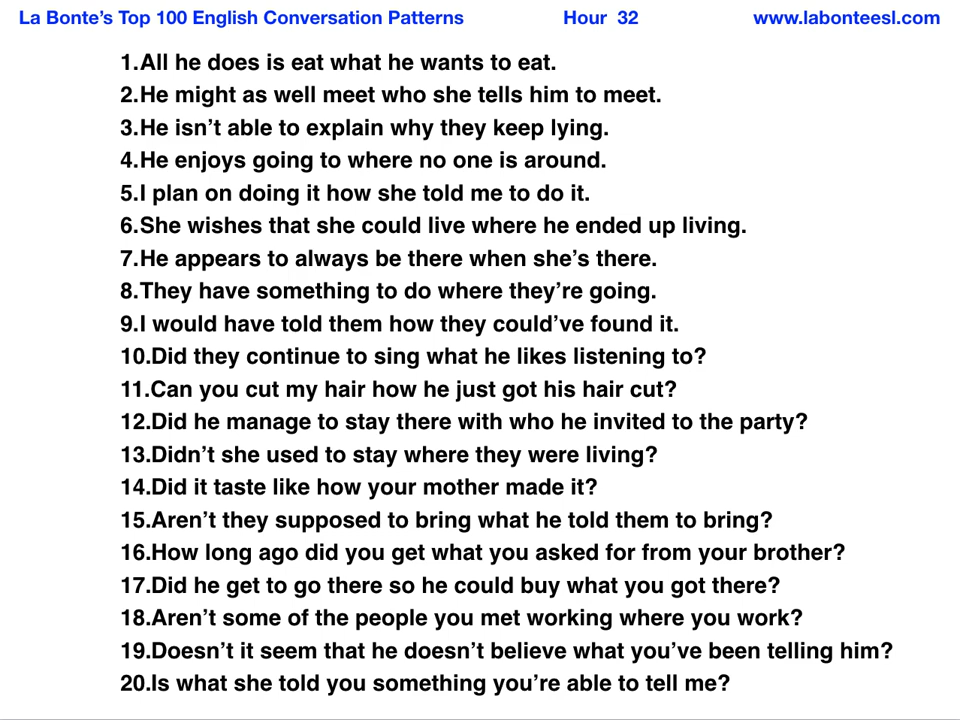 La Bonte's Top 100 English Conversation Patterns Hour 32 www.labonteesl.com
1.All he does is eat what he wants to eat.
2.He might as well meet who she tells him to meet.
3.He isn't able to explain why they keep lying.
4.He enjoys going to where no one is around.
5.I plan on doing it how she told me to do it.
6.She wishes that she could live where he ended up living.
7.He appears to always be there when she's there.
8.They have something to do where they're going.
9.I would have told them how they could've found it.
10.Did they continue to sing what he likes listening to?
11.Can you cut my hair how he just got his hair cut?
12.Did he manage to stay there with who he invited to the party?
13.Didn't she used to stay where they were living?
14.Did it taste like how your mother made it?
15.Aren't they supposed to bring what he told them to bring?
16.How long ago did you get what you asked for from your brother?
17.Did he get to go there so he could buy what you got there?
18.Aren't some of the people you met working where you work?
19.Doesn't it seem that he doesn't believe what you've been telling him?
20.Is what she told you something you're able to tell me?